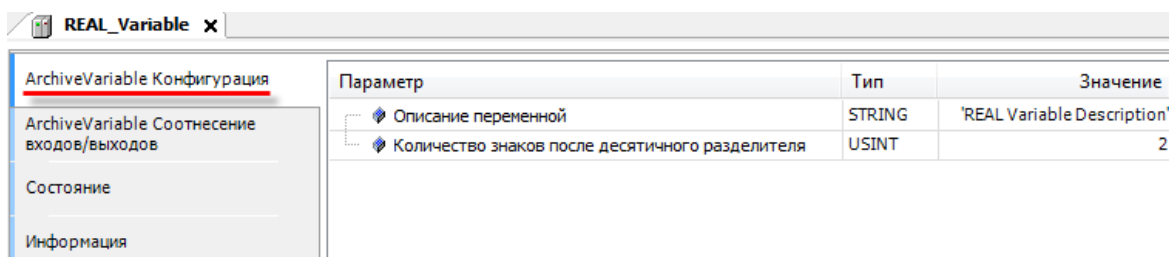 REAL_Variable x
ArchiveVariable Конфигурация
Параметр Тип Значение
Описание переменной STRING 'REAL Variable Description'
ArchiveVariable Соотнесение
входов/выходов
Количество знаков после десятичного разделителя USINT 2
Состояние
Информация